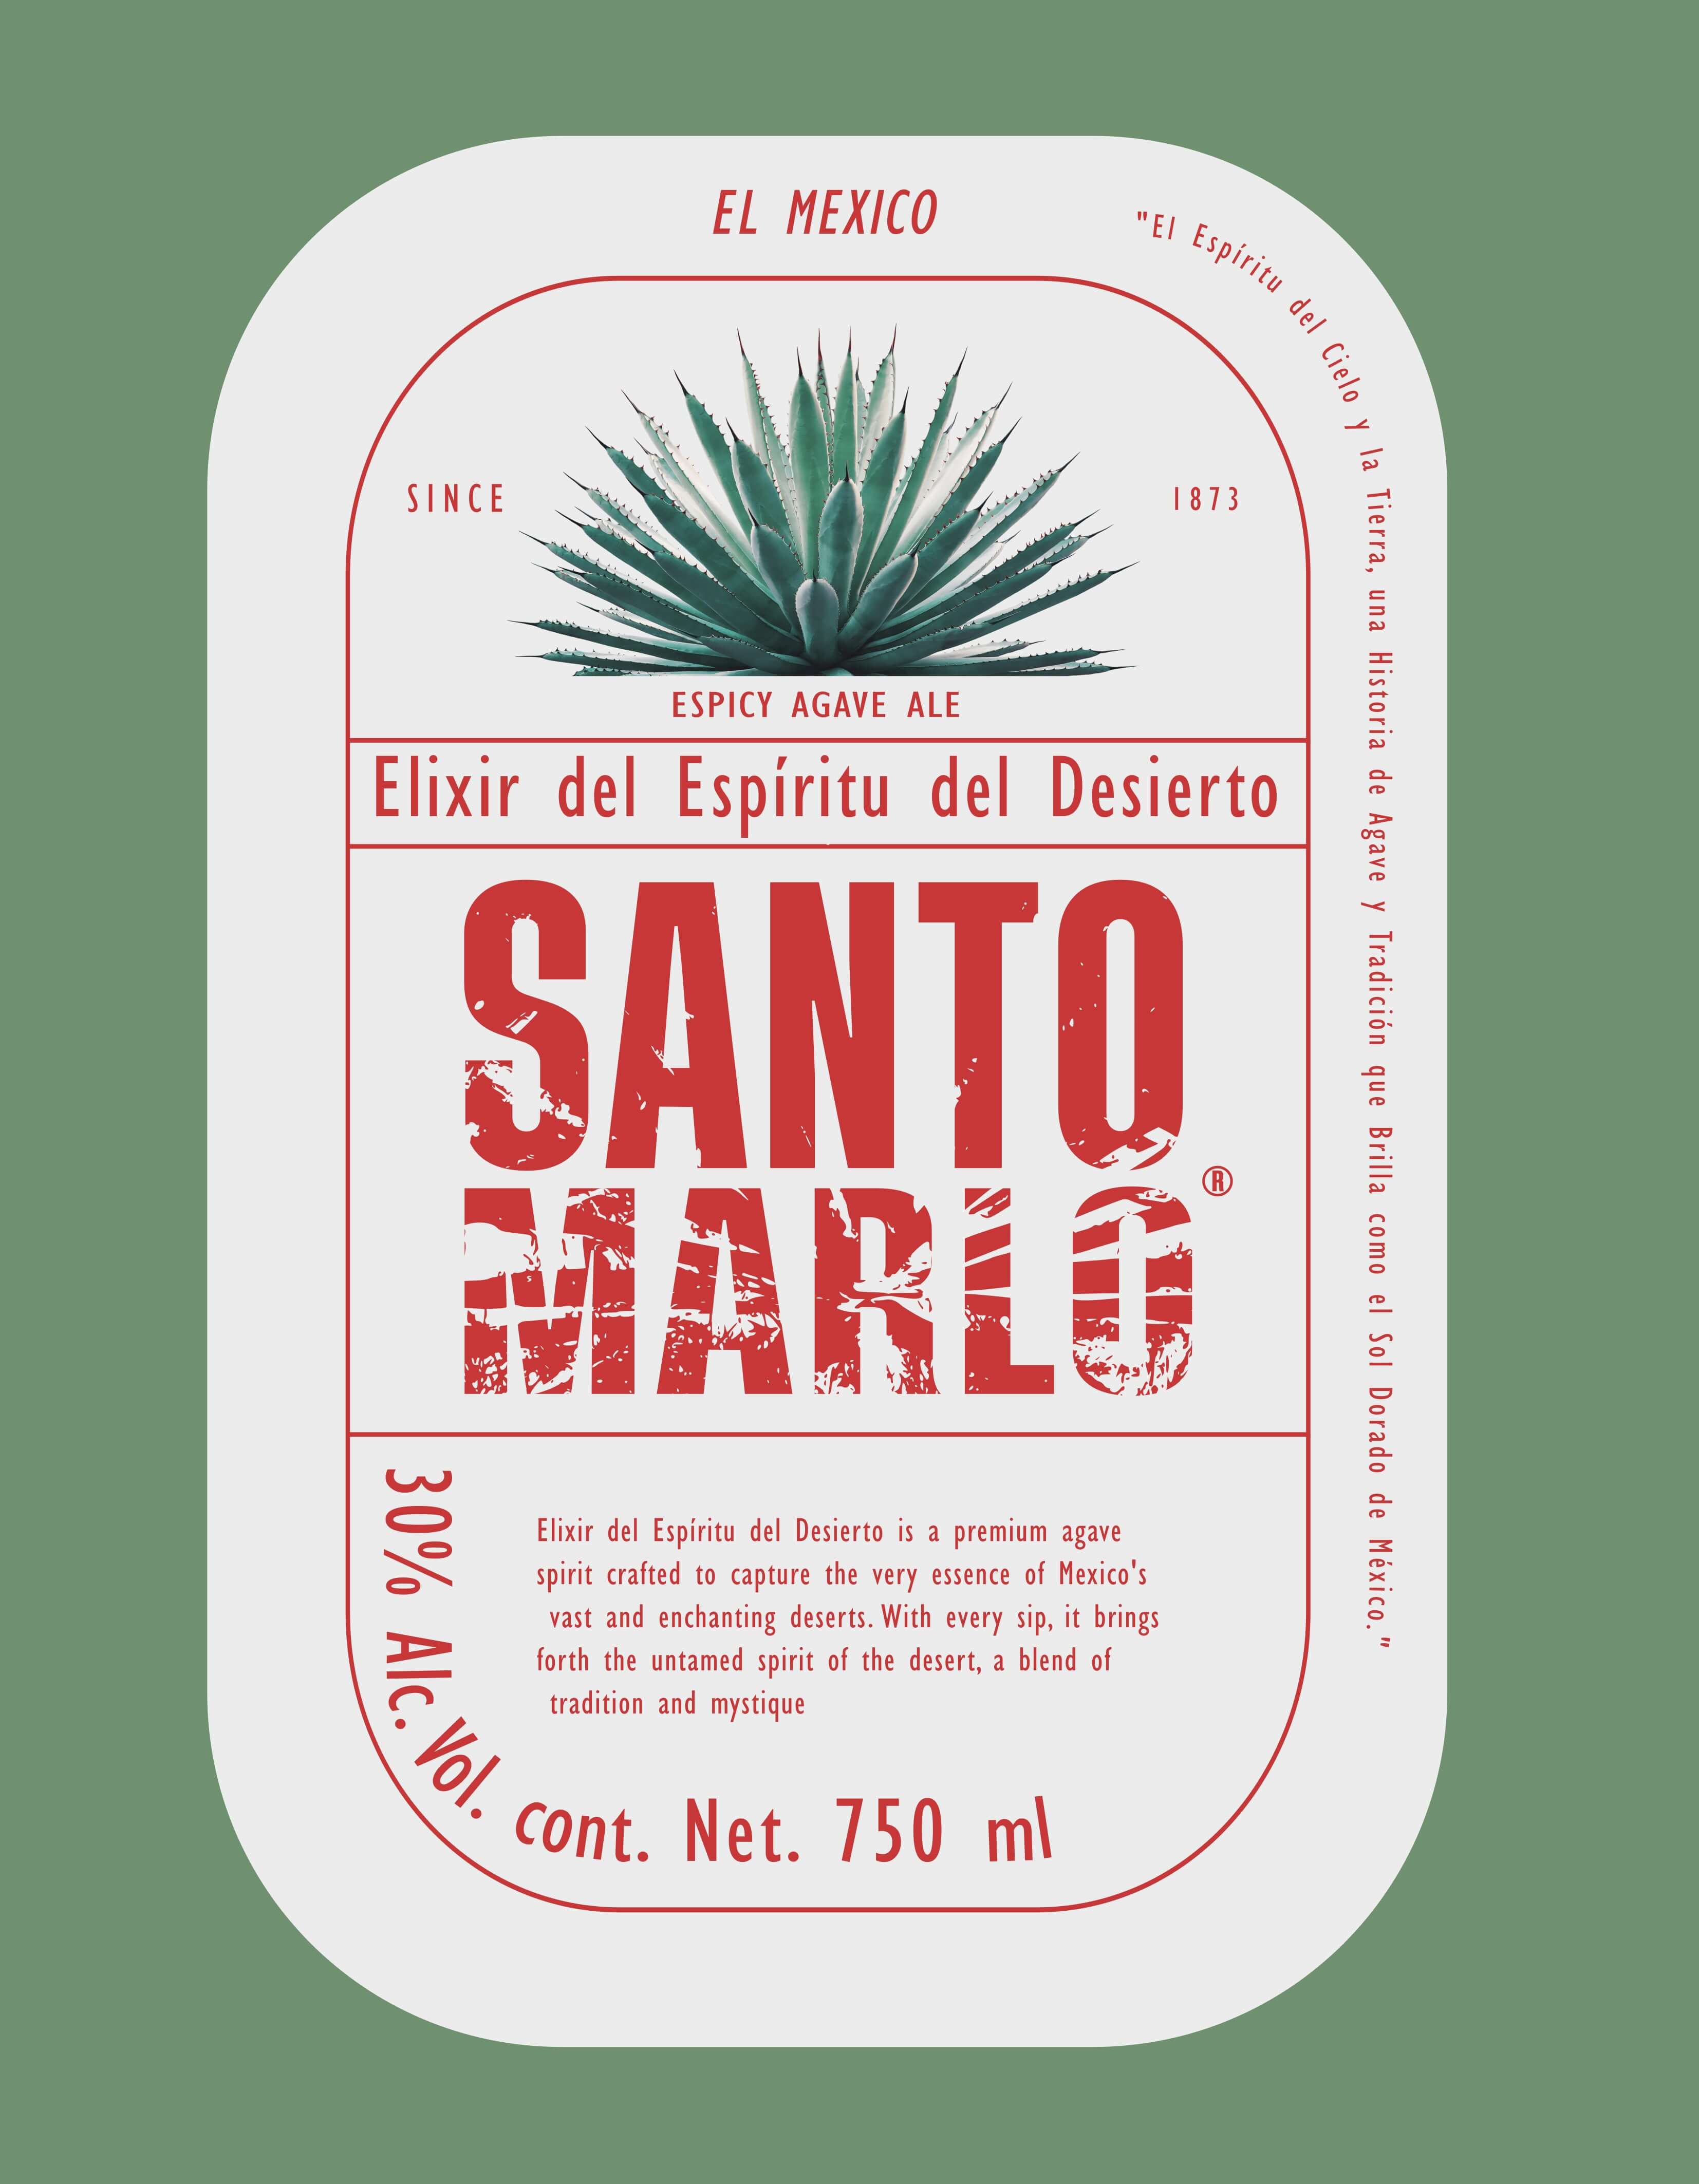 EL MEXICO
"El Espíritu del Cielo y la Tierra, una Historia de Agave y Tradición que Brilla como el Sol Dorado de México."
SINCE
1873
ESPICY AGAVE ALE
Elixir del Espíritu del Desierto
SANTO
MARLO®
Elixir del Espíritu del Desierto is a premium agave
spirit crafted to capture the very essence of Mexico's
vast and enchanting deserts. With every sip, it brings
forth the untamed spirit of the desert, a blend of
tradition and mystique
30% Alc. Vol. cont. Net. 750 ml